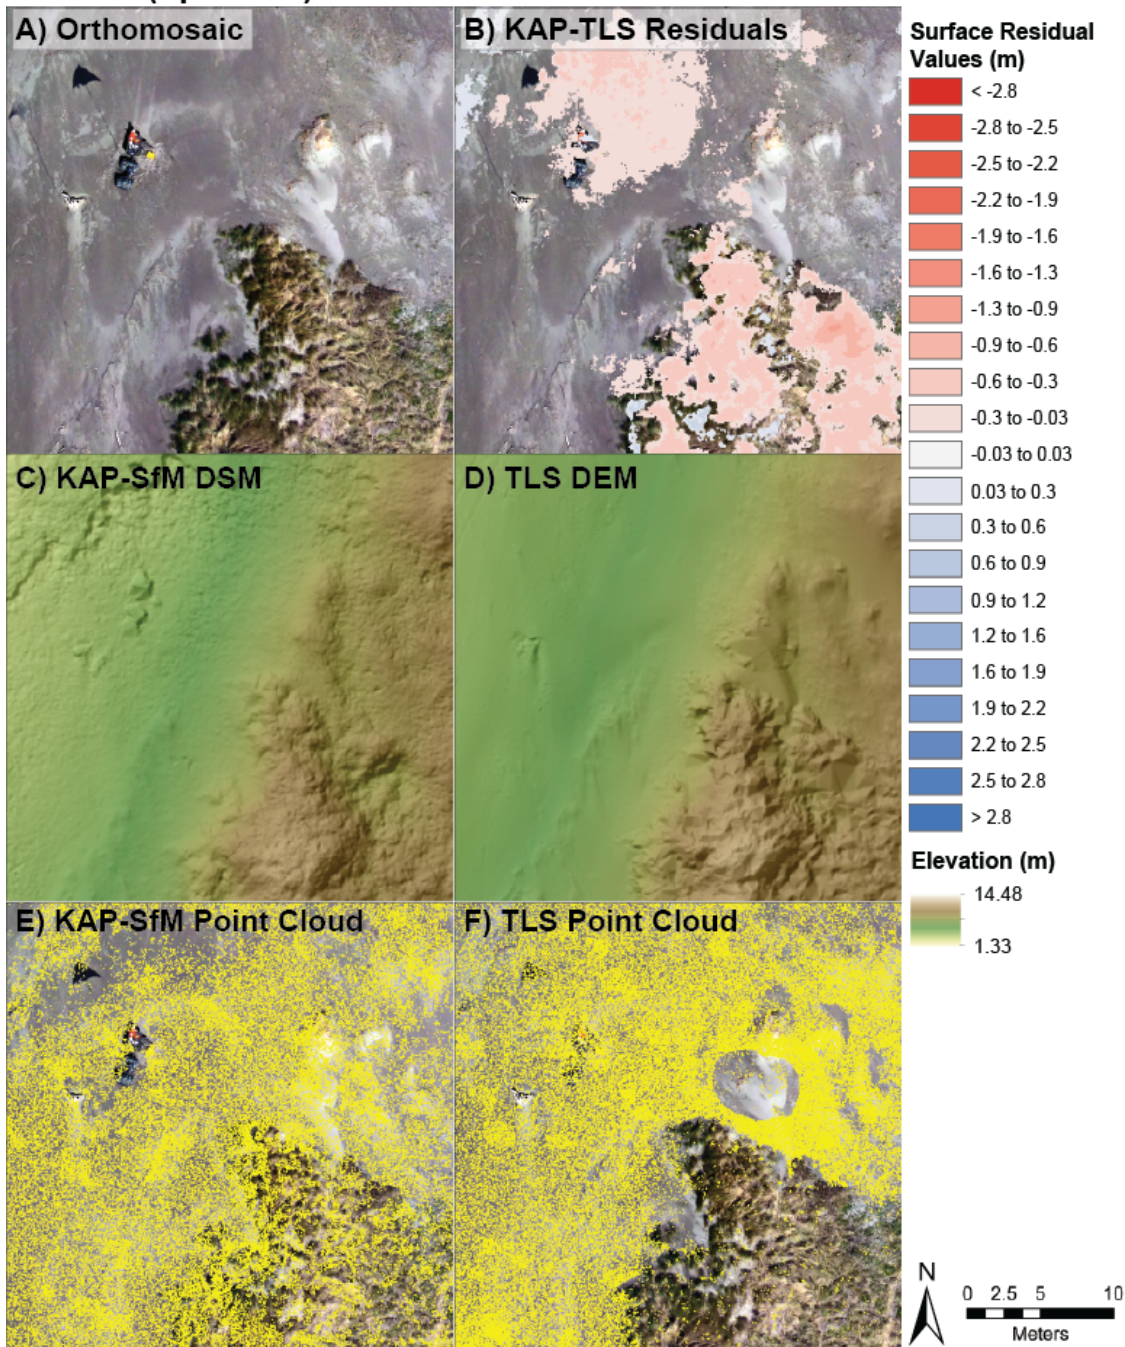 A) Orthomosaic
B) KAP-TLS Residuals
C) KAP-SfM DSM
D) TLS DEM
E) KAP-SfM Point Cloud
F) TLS Point Cloud
Surface Residual
Values (m)
< -2.8
-2.8 to -2.5
-2.5 to -2.2
-2.2 to -1.9
-1.9 to -1.6
-1.6 to -1.3
-1.3 to -0.9
-0.9 to -0.6
-0.6 to -0.3
-0.3 to -0.03
-0.03 to 0.03
0.03 to 0.3
0.3 to 0.6
0.6 to 0.9
0.9 to 1.2
1.2 to 1.6
1.6 to 1.9
1.9 to 2.2
2.2 to 2.5
2.5 to 2.8
> 2.8
Elevation (m)
14.48
1.33
N
0 2.5 5 10
Meters